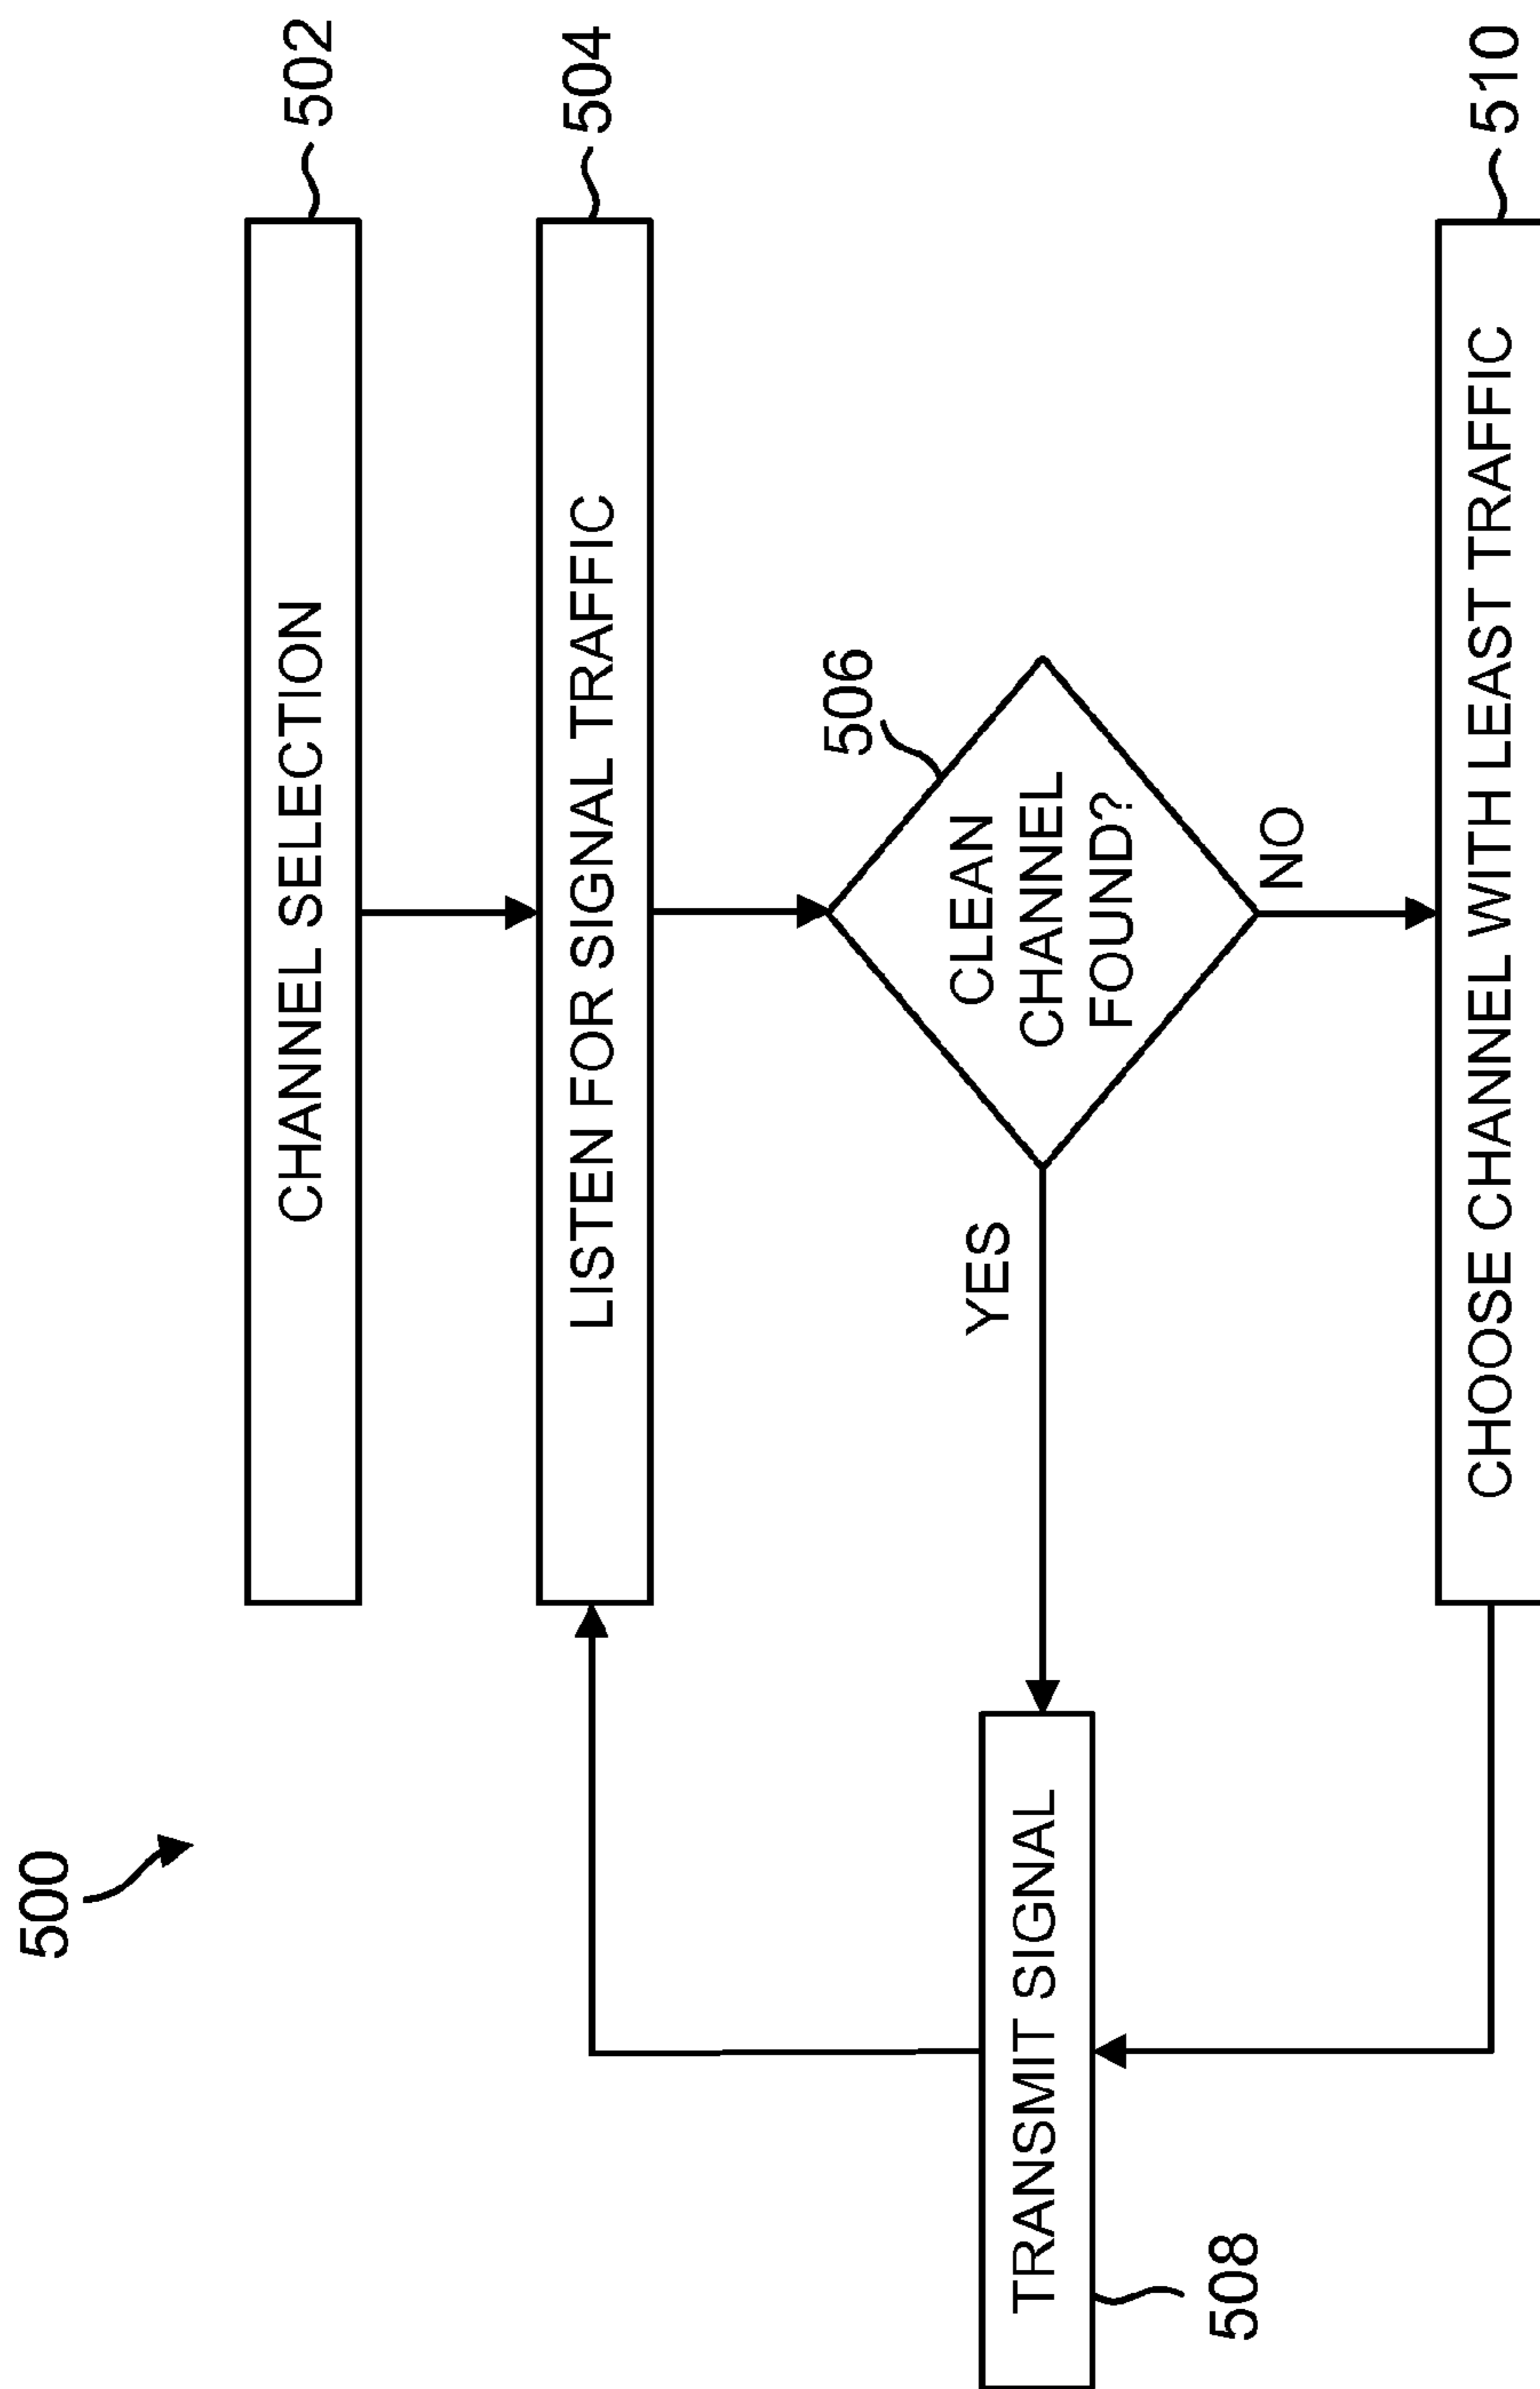 500
CHANNEL SELECTION
502
LISTEN FOR SIGNAL TRAFFIC
504
506
CLEAN
CHANNEL
FOUND?
YES
NO
TRANSMIT SIGNAL
508
CHOOSE CHANNEL WITH LEAST TRAFFIC
510